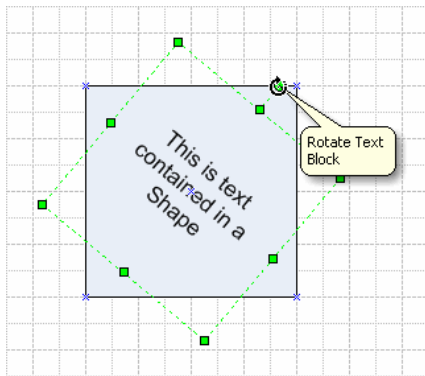 This is text
contained in a
Shape
Rotate Text
Block